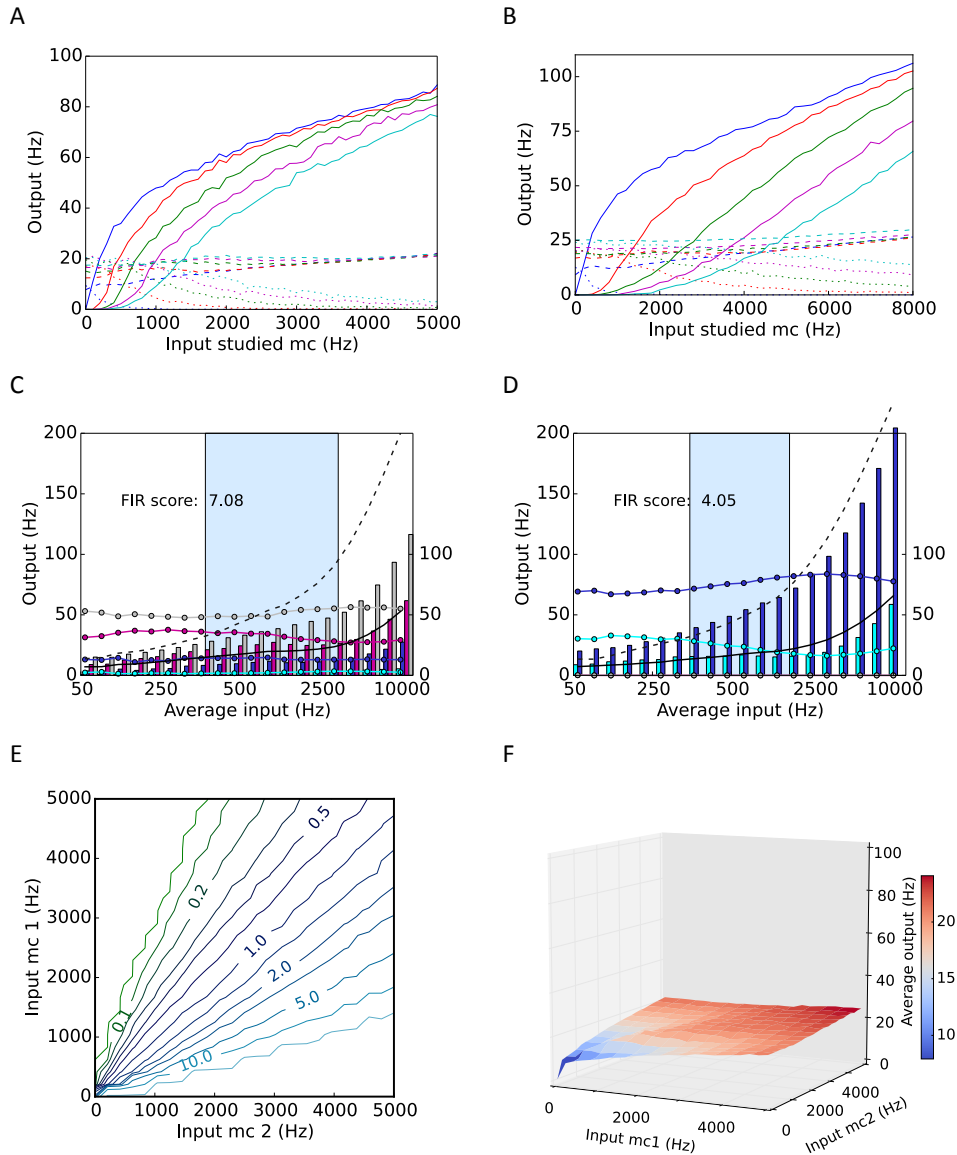 A
B
100
80
60
40
20
0
Output (Hz)
0 1000 2000 3000 4000 5000
Input studied mc (Hz)
100
75
50
25
0
Output (Hz)
0 2000 4000 6000 8000
Input studied mc (Hz)
C
D
200
150
100
50
0
Output (Hz)
FIR score: 7.08
100
50
0
50 250 500 2500 10000
Average input (Hz)
200
150
100
50
0
Output (Hz)
FIR score: 4.05
100
50
0
50 250 500 2500 10000
Average input (Hz)
E
F
5000
4000
3000
2000
1000
0
Input mc 1 (Hz)
0.1
0.2
0.5
1.0
2.0
5.0
10.0
0 1000 2000 3000 4000 5000
Input mc 2 (Hz)
100
80
60
40
20
0
Average output (Hz)
20
15
10
0 2000 4000
Input mc1 (Hz)
0 2000 4000
Input mc2 (Hz)